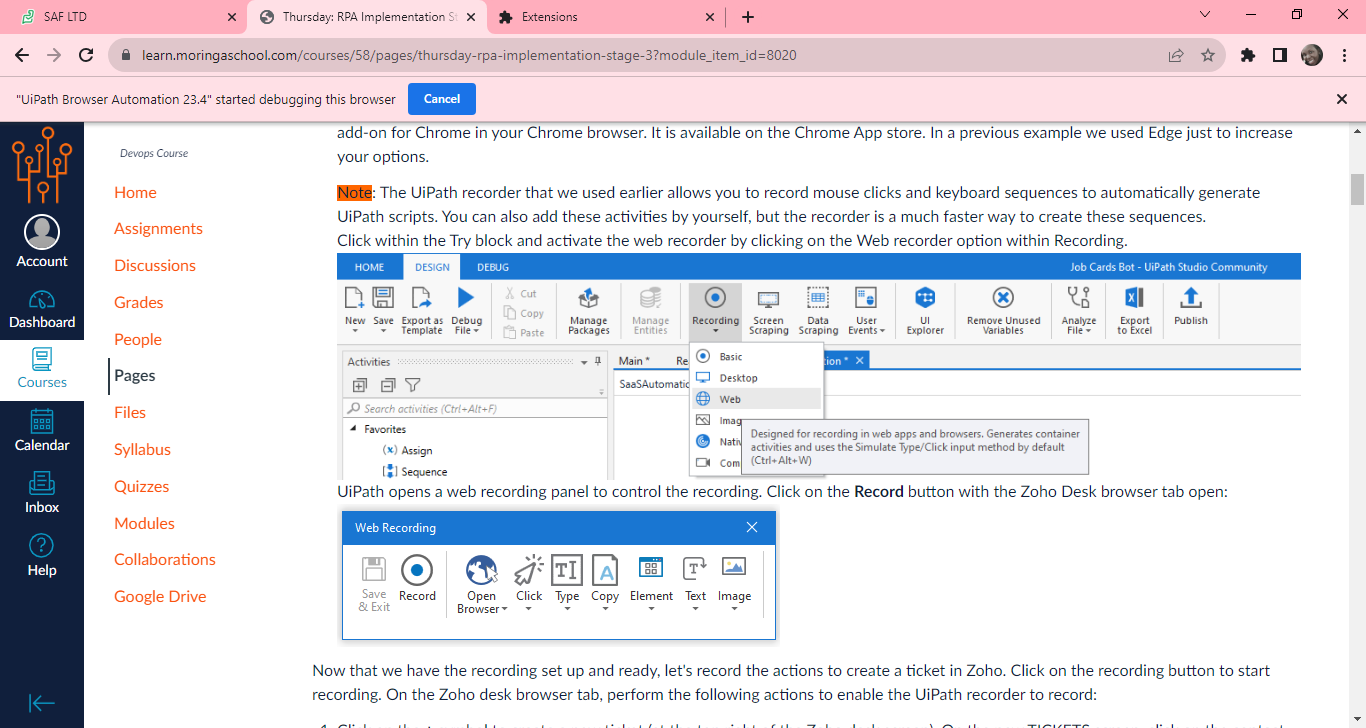 SAF LTD
Thursday: RPA Implementation St
Extensions
learn.moringaschool.com/courses/58/pages/thursday-rpa-implementation-stage-3?module_item_id=8020
"UiPath Browser Automation 23.4" started debugging this browser
Cancel
Account
Dashboard
Courses
Calendar
Inbox
Help
Devops Course
Home
Assignments
Discussions
Grades
People
Pages
Files
Syllabus
Quizzes
Modules
Collaborations
Google Drive
add-on for Chrome in your Chrome browser. It is available on the Chrome App store. In a previous example we used Edge just to increase
your options.
Note: The UiPath recorder that we used earlier allows you to record mouse clicks and keyboard sequences to automatically generate
UiPath scripts. You can also add these activities by yourself, but the recorder is a much faster way to create these sequences.
Click within the Try block and activate the web recorder by clicking on the Web recorder option within Recording.
HOME DESIGN DEBUG Job Cards Bot - UiPath Studio Community
New Save Export as Template Debug File
Cut
Copy
Paste
Manage Packages
Manage Entities
Recording
Screen Scraping
Data Scraping
User Events
UI Explorer
Remove Unused Variables
Analyze File
Export to Excel
Publish
Activities
Search activities (Ctrl+Alt+F)
Favorites
Assign
Sequence
Main * Re ion *
SaaSAutomatic
Basic
Desktop
Web
Imag
Nativ
Com
Designed for recording in web apps and browsers. Generates container
activities and uses the Simulate Type/Click input method by default
(Ctrl+Alt+W)
UiPath opens a web recording panel to control the recording. Click on the Record button with the Zoho Desk browser tab open:
Web Recording
Save & Exit
Record
Open Browser
Click
Type
Copy
Element
Text
Image
Now that we have the recording set up and ready, let's record the actions to create a ticket in Zoho. Click on the recording button to start
recording. On the Zoho desk browser tab, perform the following actions to enable the UiPath recorder to record: